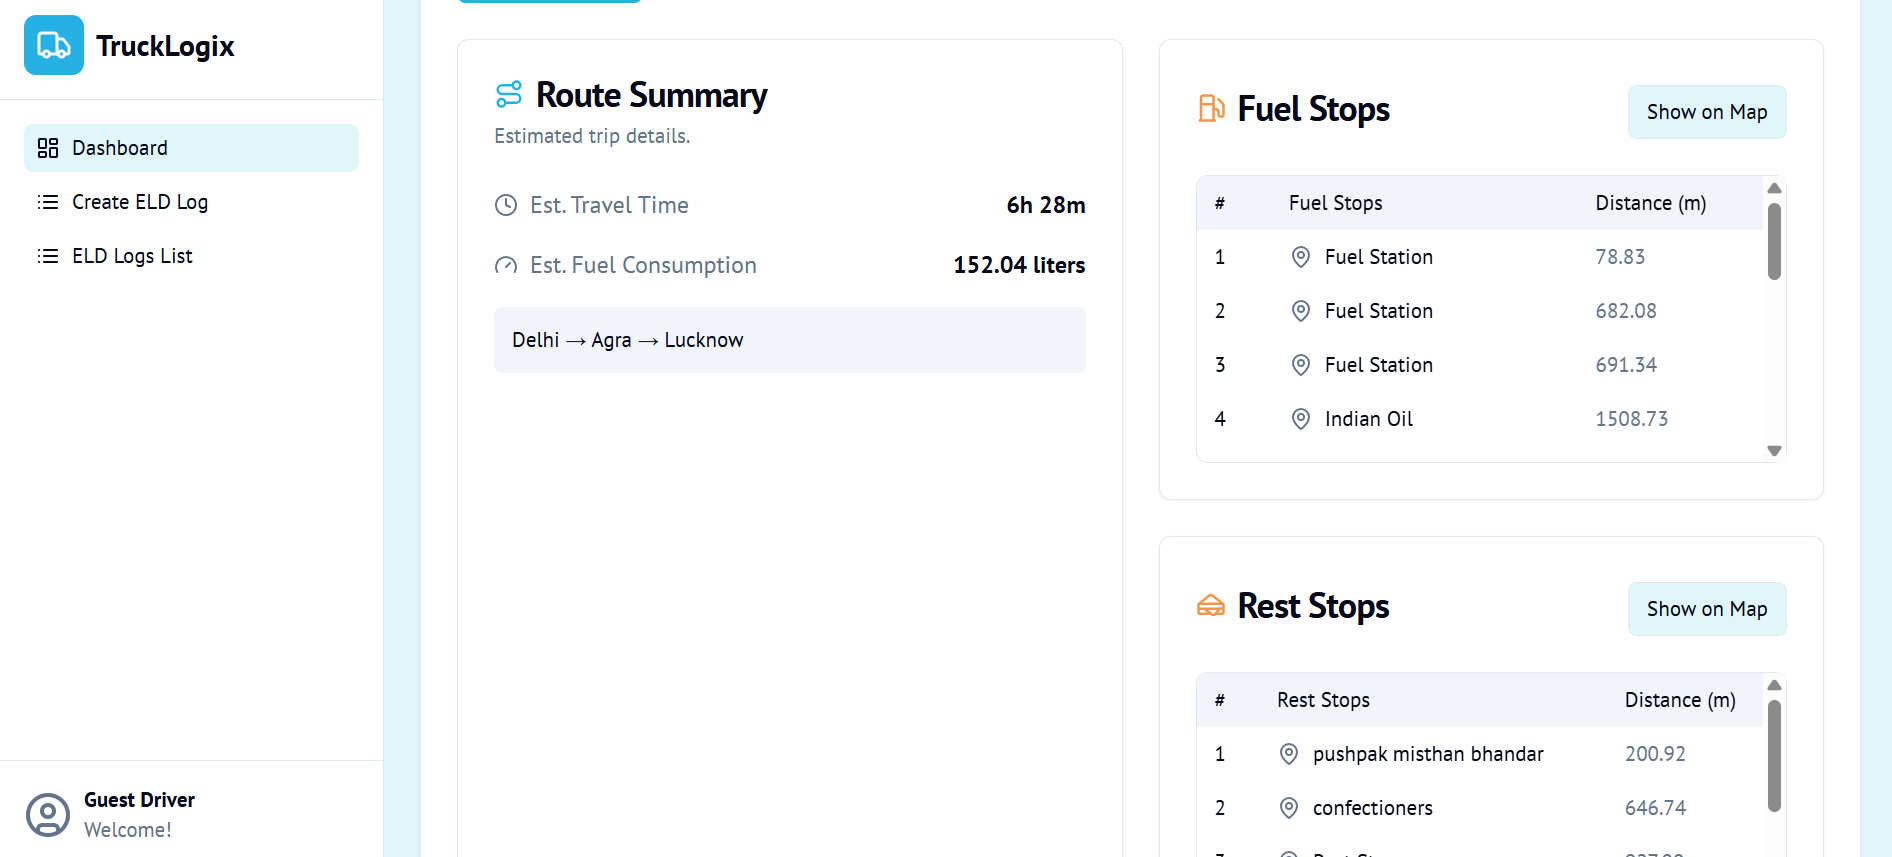 TruckLogix
Dashboard
Create ELD Log
ELD Logs List
Guest Driver
Welcome!
Route Summary
Estimated trip details.
Est. Travel Time 6h 28m
Est. Fuel Consumption 152.04 liters
Delhi → Agra → Lucknow
Fuel Stops Show on Map
# Fuel Stops Distance (m)
1 Fuel Station 78.83
2 Fuel Station 682.08
3 Fuel Station 691.34
4 Indian Oil 1508.73
Rest Stops Show on Map
# Rest Stops Distance (m)
1 pushpak misthan bhandar 200.92
2 confectioners 646.74